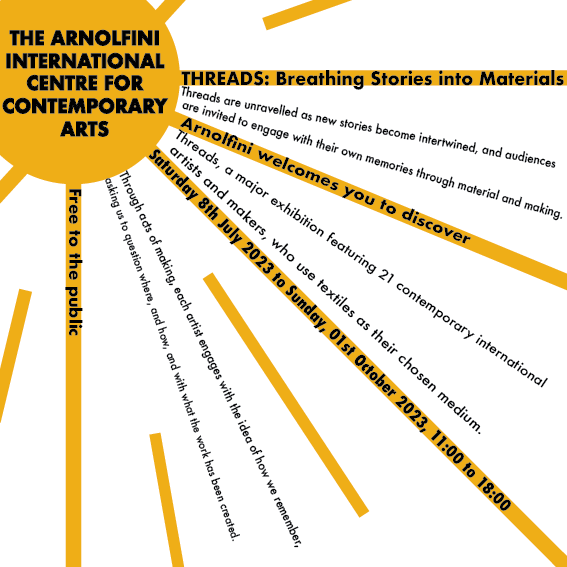 THE ARNOLFINI
INTERNATIONAL
CENTRE FOR
CONTEMPORARY
ARTS
THREADS: Breathing Stories into Materials
Threads are unravelled as new stories become intertwined, and audiences
are invited to engage with their own memories through material and making.
Arnolfini welcomes you to discover
Threads, a major exhibition featuring 21 contemporary international
artists and makers, who use textiles as their chosen medium.
Saturday 8th July 2023 to Sunday, 01st October 2023, 11:00 to 18:00
Through acts of making, each artist engages with the idea of how we remember,
asking us to question where, and how, and with what the work has been created.
Free to the public